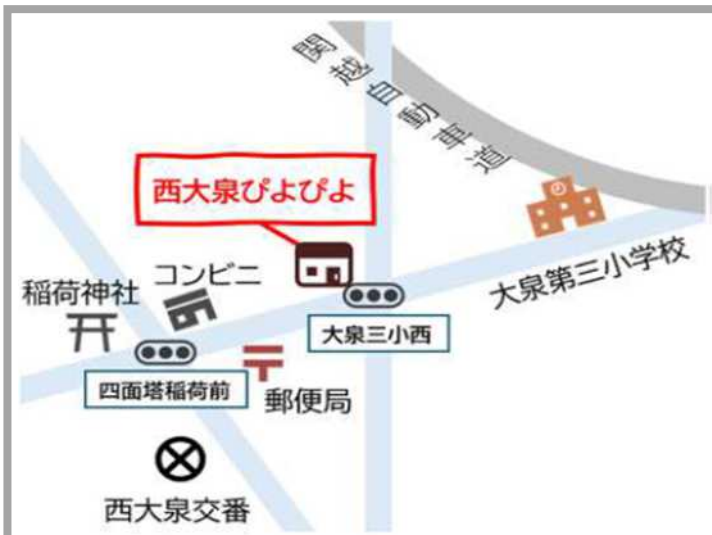 関越自動車道
西大泉ぴよぴよ
大泉第三小学校
コンビニ
稲荷神社
大泉三小西
四面塔稲荷前
郵便局
西大泉交番